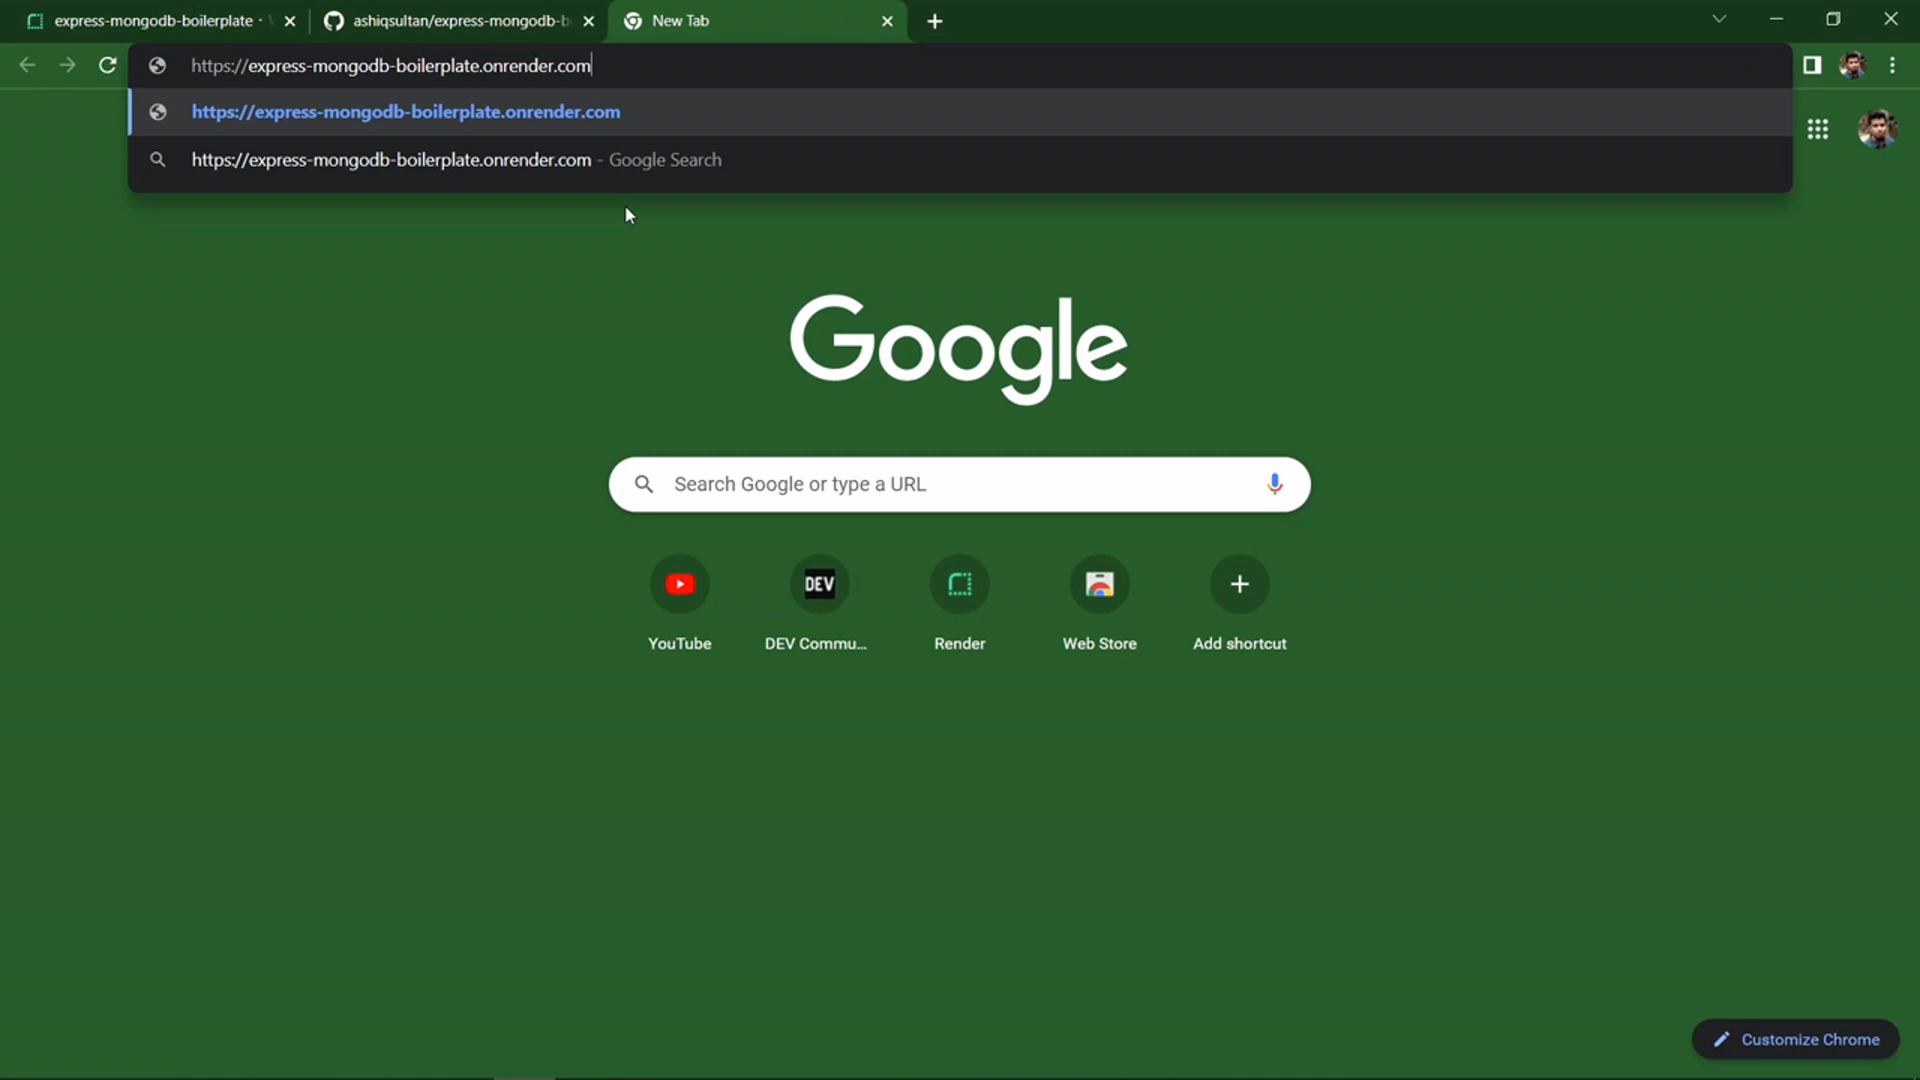 express-mongodb-boilerplate ·
ashiqsultan/express-mongodb-b
New Tab
https://express-mongodb-boilerplate.onrender.com
https://express-mongodb-boilerplate.onrender.com
https://express-mongodb-boilerplate.onrender.com - Google Search
Google
Search Google or type a URL
DEV
YouTube
DEV Commu...
Render
Web Store
Add shortcut
Customize Chrome